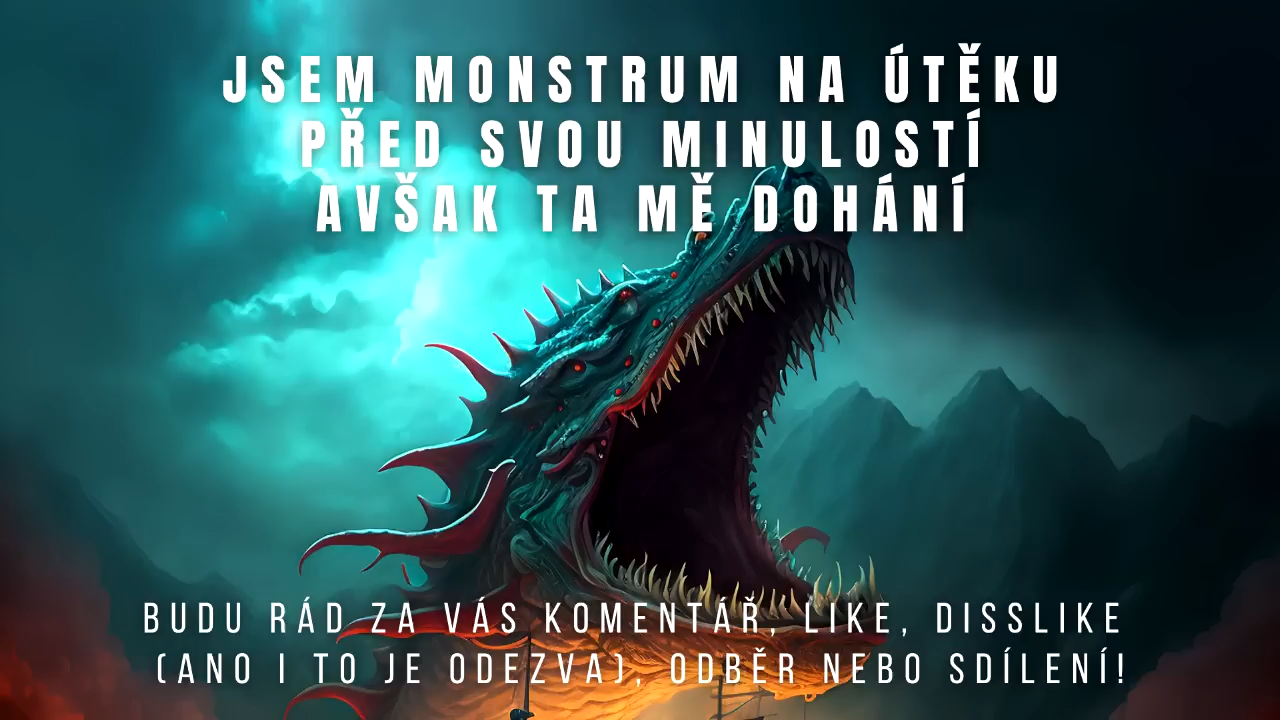 JSEM MONSTRUM NA ÚTĚKU
PŘED SVOU MINULOSTÍ
AVŠAK TA MĚ DOHÁNÍ
BUDU RÁD ZA VÁS KOMENTÁŘ, LIKE, DISSLIKE
(ANO I TO JE ODEZVA), ODBĚR NEBO SDÍLENÍ!